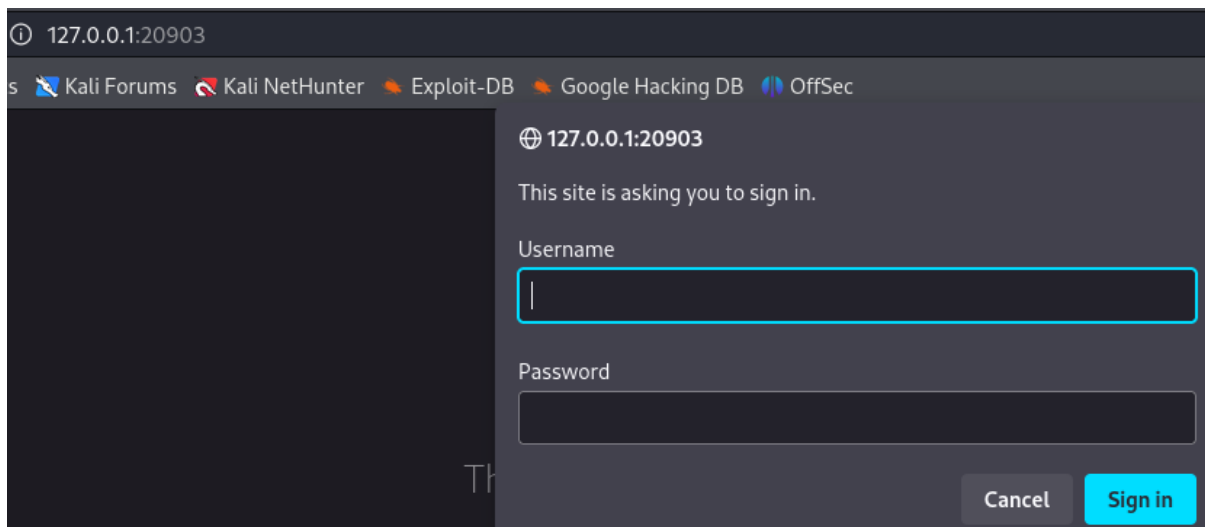 127.0.0.1:20903
s Kali Forums Kali NetHunter Exploit-DB Google Hacking DB OffSec
127.0.0.1:20903
This site is asking you to sign in.
Username
Password
Th
Cancel Sign in